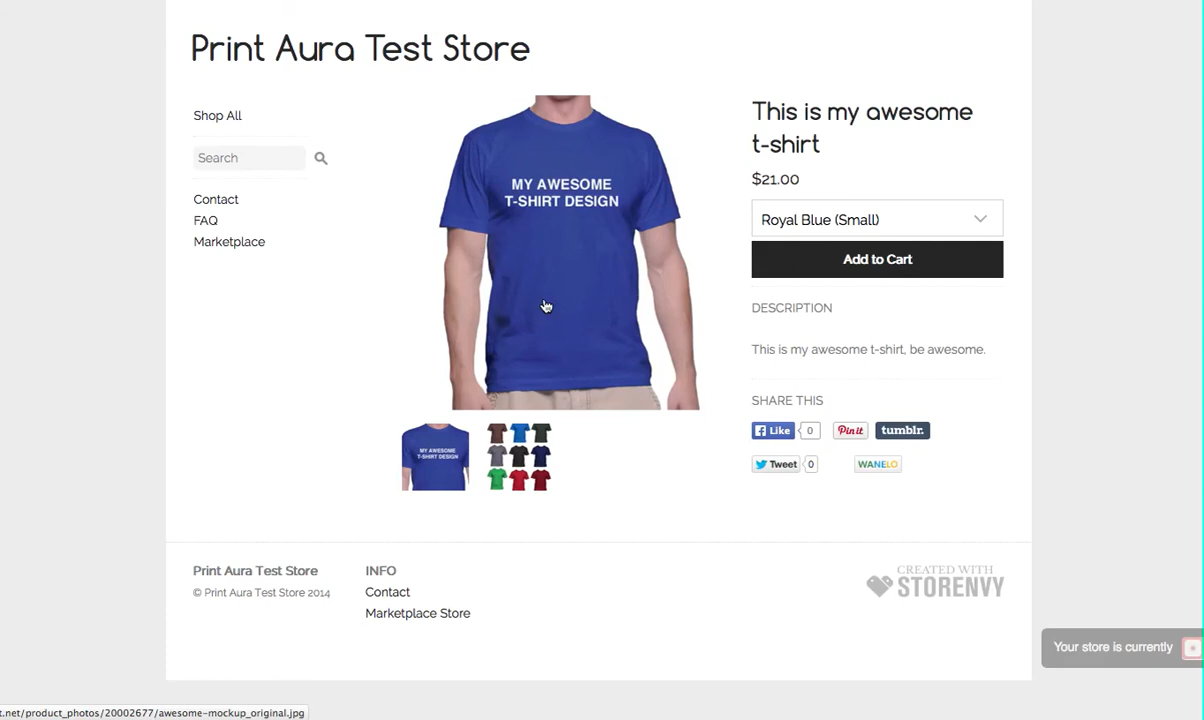 Print Aura Test Store
Shop All
Search
Contact
FAQ
Marketplace
MY AWESOME
T-SHIRT DESIGN
MY AWESOME
T-SHIRT DESIGN
This is my awesome
t-shirt
$21.00
Royal Blue (Small)
Add to Cart
DESCRIPTION
This is my awesome t-shirt, be awesome.
SHARE THIS
Like 0
Pin it
tumblr.
Tweet 0
WANELO
Print Aura Test Store
© Print Aura Test Store 2014
INFO
Contact
Marketplace Store
CREATED WITH
STORENVY
Your store is currently
t.net/product_photos/20002677/awesome-mockup_original.jpg